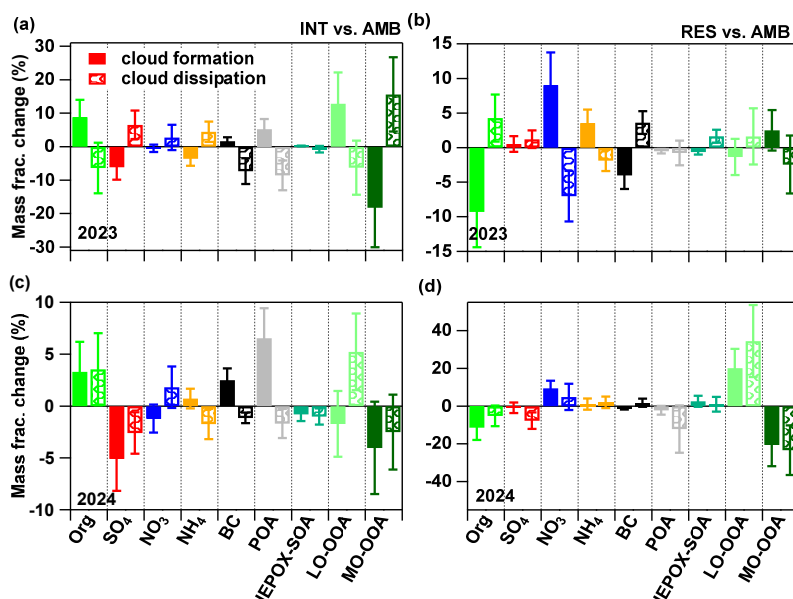 (a) INT vs. AMB
cloud formation
cloud dissipation
Mass frac. change (%)
30
20
10
0
-10
-20
-30
2023
(b) RES vs. AMB
15
10
5
0
-5
-10
-15
2023
(c)
Mass frac. change (%)
10
5
0
-5
-10
2024
Org
SO4
NO3
NH4
BC
POA
IEPOX-SOA
LO-OOA
MO-OOA
(d)
40
20
0
-20
-40
2024
Org
SO4
NO3
NH4
BC
POA
IEPOX-SOA
LO-OOA
MO-OOA